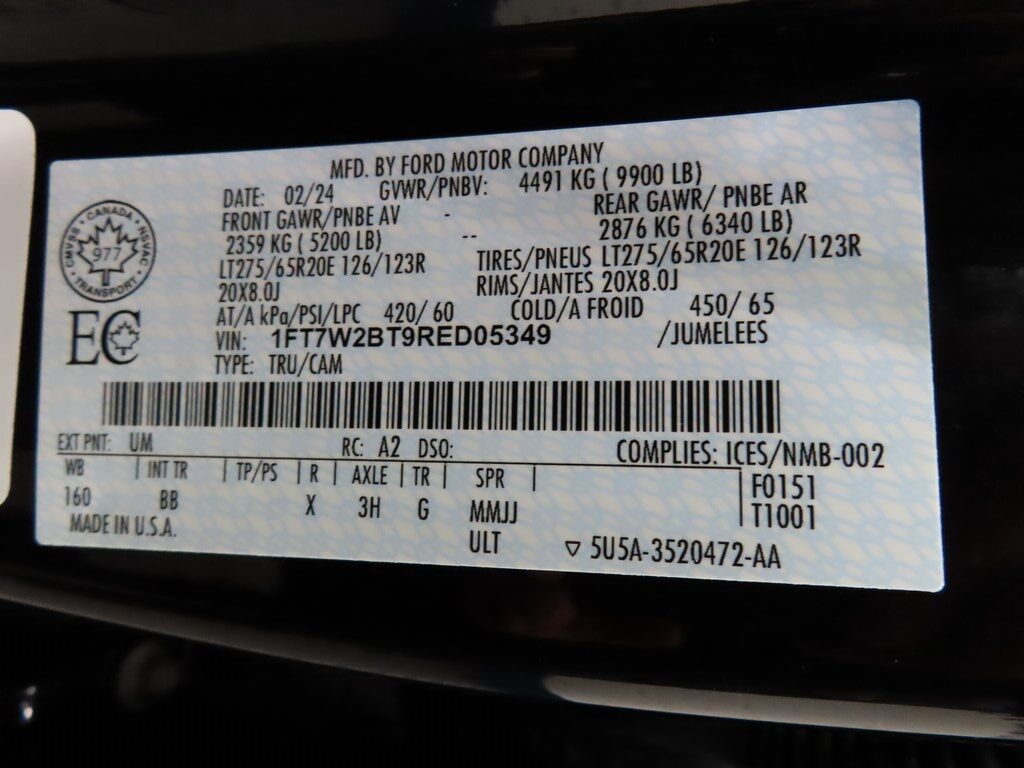 MFD. BY FORD MOTOR COMPANY
DATE: 02/24 GVWR/PNBV: 4491 KG ( 9900 LB)
FRONT GAWR/PNBE AV - REAR GAWR/ PNBE AR
2359 KG ( 5200 LB) -- 2876 KG ( 6340 LB)
LT275/65R20E 126/123R TIRES/PNEUS LT275/65R20E 126/123R
20X8.0J RIMS/JANTES 20X8.0J
AT/A kPa/PSI/LPC 420/ 60 COLD/A FROID 450/ 65
VIN: 1FT7W2BT9RED05349 /JUMELEES
TYPE: TRU/CAM
CANADA
NSVAC
977
CMVSS
TRANSPORT
EC
EXT PNT: UM RC: A2 DSO: COMPLIES: ICES/NMB-002
WB | INT TR | TP/PS | R | AXLE | TR | SPR | F0151
160 BB X 3H G MMJJ T1001
MADE IN U.S.A. ULT ▽ 5U5A-3520472-AA